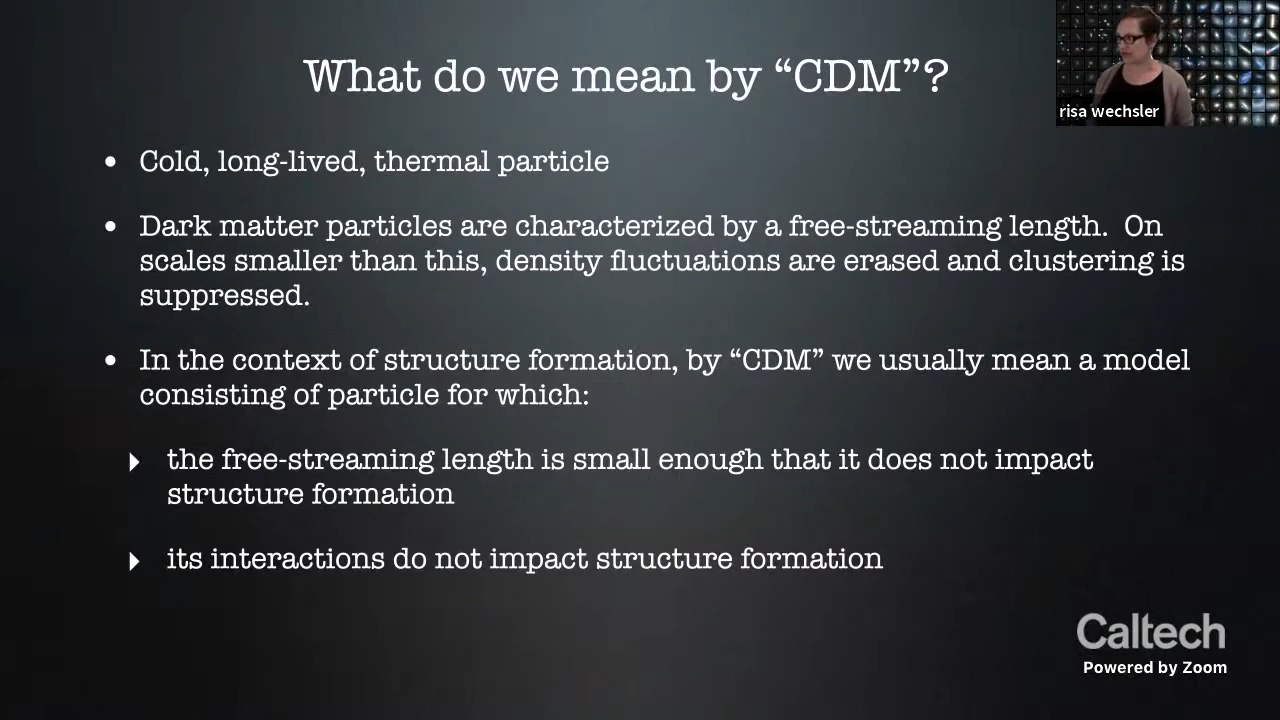 What do we mean by “CDM”?
risa wechsler
• Cold, long-lived, thermal particle
• Dark matter particles are characterized by a free-streaming length.  On
scales smaller than this, density fluctuations are erased and clustering is
suppressed.
• In the context of structure formation, by “CDM” we usually mean a model
consisting of particle for which:
‣ the free-streaming length is small enough that it does not impact
structure formation
‣ its interactions do not impact structure formation
Caltech
Powered by Zoom